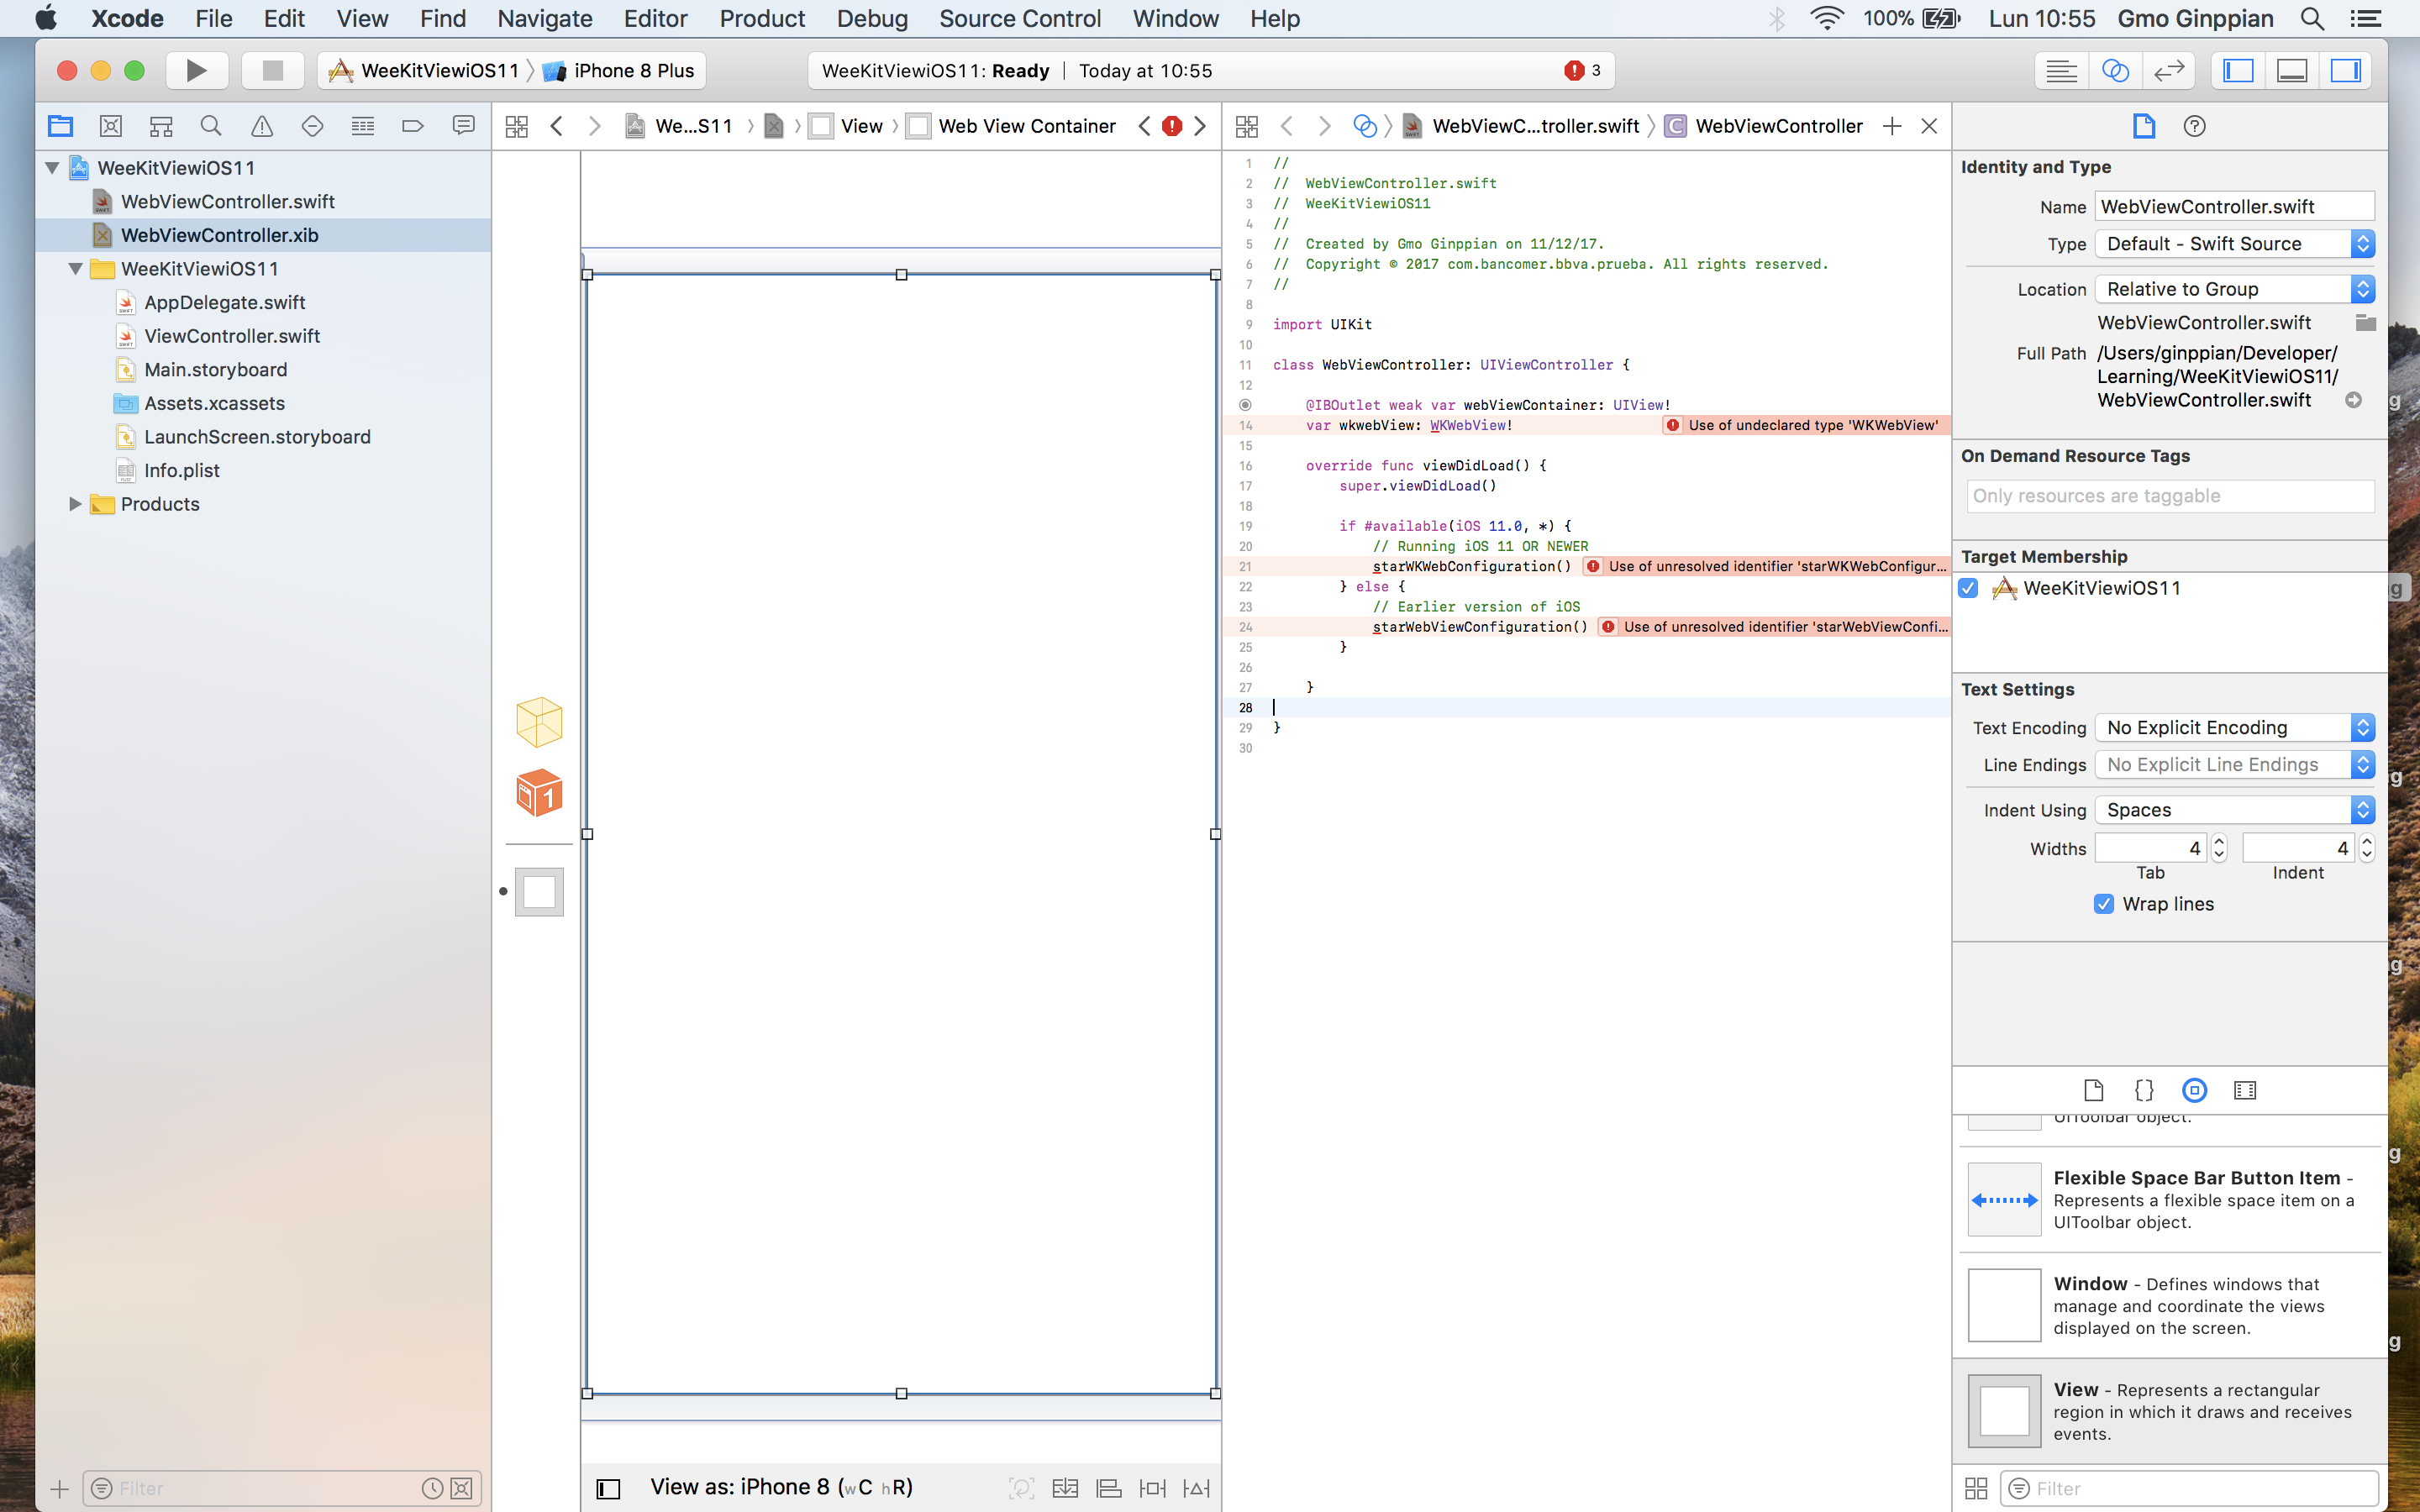 Xcode File Edit View Find Navigate Editor Product Debug Source Control Window Help 100% Lun 10:55 Gmo Ginppian
WeeKitViewiOS11 iPhone 8 Plus WeeKitViewiOS11: Ready Today at 10:55 3
We...S11 View Web View Container WebViewC...troller.swift WebViewController
WeeKitViewiOS11
WebViewController.swift
WebViewController.xib
WeeKitViewiOS11
AppDelegate.swift
ViewController.swift
Main.storyboard
Assets.xcassets
LaunchScreen.storyboard
Info.plist
Products
Filter
1
View as: iPhone 8 (wC hR)
1 //
2 // WebViewController.swift
3 // WeeKitViewiOS11
4 //
5 // Created by Gmo Ginppian on 11/12/17.
6 // Copyright © 2017 com.bancomer.bbva.prueba. All rights reserved.
7 //
8
9 import UIKit
10
11 class WebViewController: UIViewController {
12
@IBOutlet weak var webViewContainer: UIView!
14 var wkwebView: WKWebView! Use of undeclared type 'WKWebView'
15
16 override func viewDidLoad() {
17 super.viewDidLoad()
18
19 if #available(iOS 11.0, *) {
20 // Running iOS 11 OR NEWER
21 starWKWebConfiguration() Use of unresolved identifier 'starWKWebConfigur...
22 } else {
23 // Earlier version of iOS
24 starWebViewConfiguration() Use of unresolved identifier 'starWebViewConfi...
25 }
26
27 }
28
29 }
30
Identity and Type
Name WebViewController.swift
Type Default - Swift Source
Location Relative to Group
WebViewController.swift
Full Path /Users/ginppian/Developer/
Learning/WeeKitViewiOS11/
WebViewController.swift
On Demand Resource Tags
Only resources are taggable
Target Membership
WeeKitViewiOS11
Text Settings
Text Encoding No Explicit Encoding
Line Endings No Explicit Line Endings
Indent Using Spaces
Widths 4 4
Tab Indent
Wrap lines
{}
UIToolbar object.
Flexible Space Bar Button Item -
Represents a flexible space item on a
UIToolbar object.
Window - Defines windows that
manage and coordinate the views
displayed on the screen.
View - Represents a rectangular
region in which it draws and receives
events.
Filter
g
g
g
g
g
g